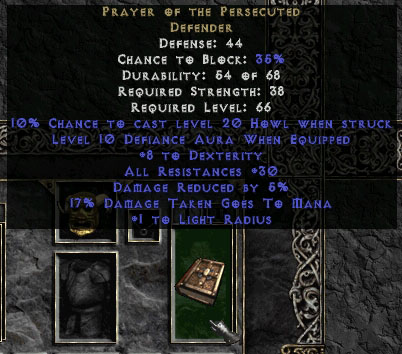 Prayer of the Persecuted
Defender
Defense: 44
Chance to Block: 35%
Durability: 54 of 68
Required Strength: 38
Required Level: 66
10% Chance to cast level 20 Howl when struck
Level 10 Defiance Aura When Equipped
+8 to Dexterity
All Resistances +30
Damage Reduced by 5%
17% Damage Taken Goes To Mana
+1 to Light Radius